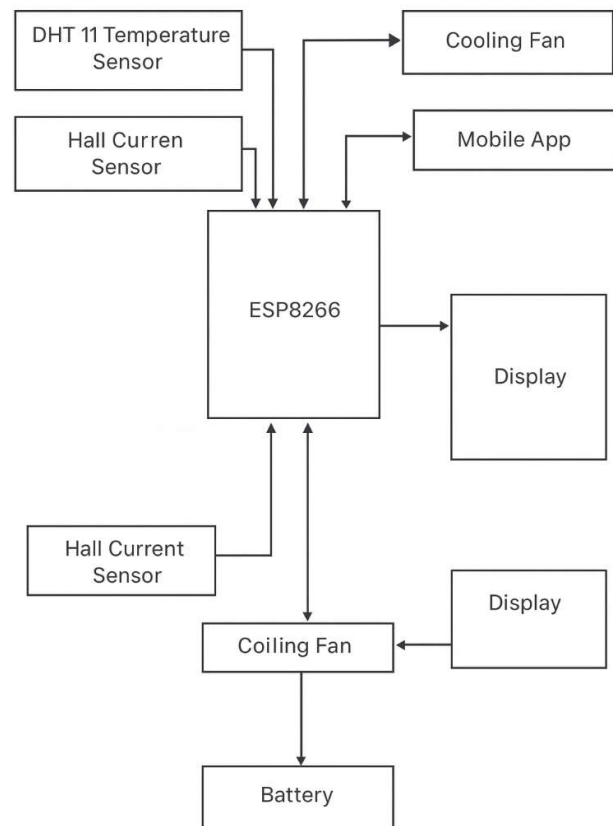 DHT 11 Temperature
Sensor
Cooling Fan
Hall Curren
Sensor
Mobile App
ESP8266
Display
Hall Current
Sensor
Display
Coiling Fan
Battery